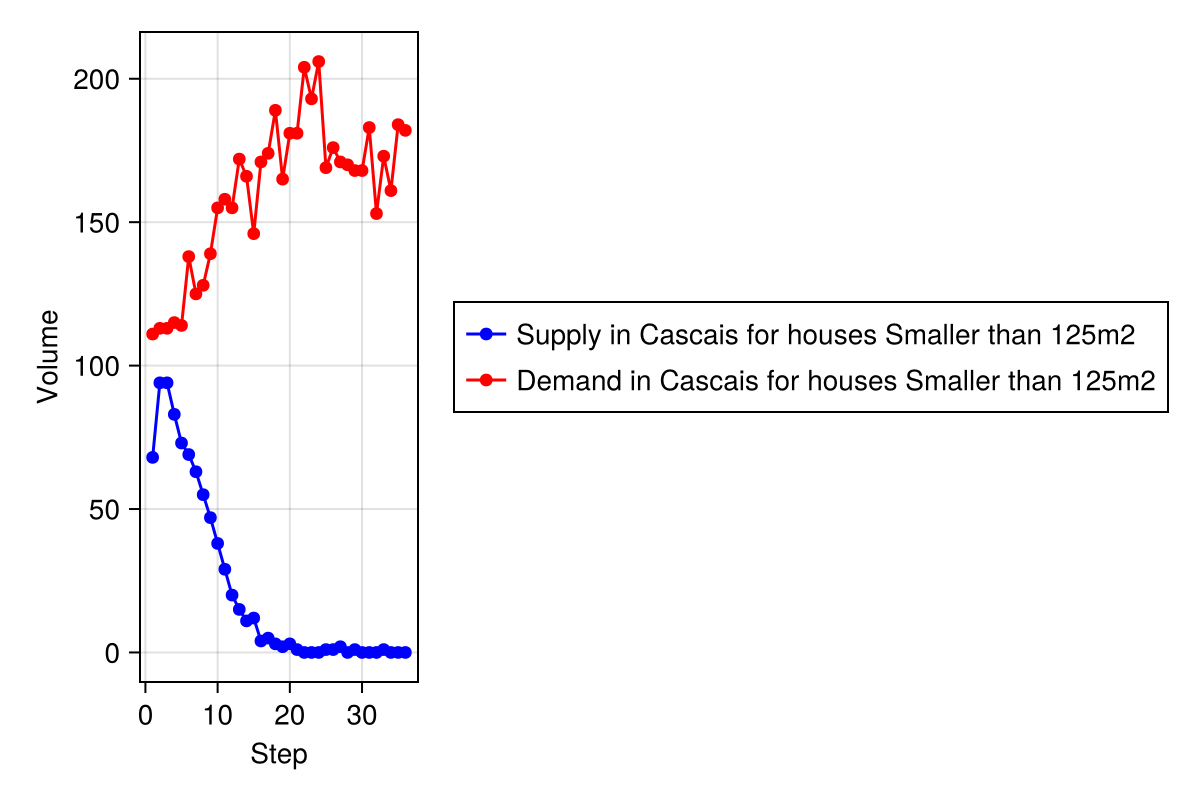 200
150
100
50
0
Volume
0 10 20 30
Step
Supply in Cascais for houses Smaller than 125m2
Demand in Cascais for houses Smaller than 125m2